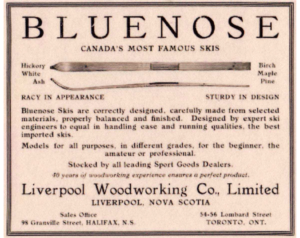 BLUENOSE
CANADA'S MOST FAMOUS SKIS
Hickory Birch
White Maple
Ash Pine
RACY IN APPEARANCE STURDY IN DESIGN
Bluenose Skis are correctly designed, carefully made from selected
materials, properly balanced and finished. Designed by expert ski
engineers to equal in handling ease and running qualities, the best
imported skis.
Models for all purposes, in different grades, for the beginner, the
amateur or professional.
Stocked by all leading Sport Goods Dealers.
40 years of woodworking experience ensures a perfect product.
Liverpool Woodworking Co., Limited
LIVERPOOL, NOVA SCOTIA
Sales Office 54-56 Lombard Street
98 Granville Street, HALIFAX, N.S. TORONTO, ONT.